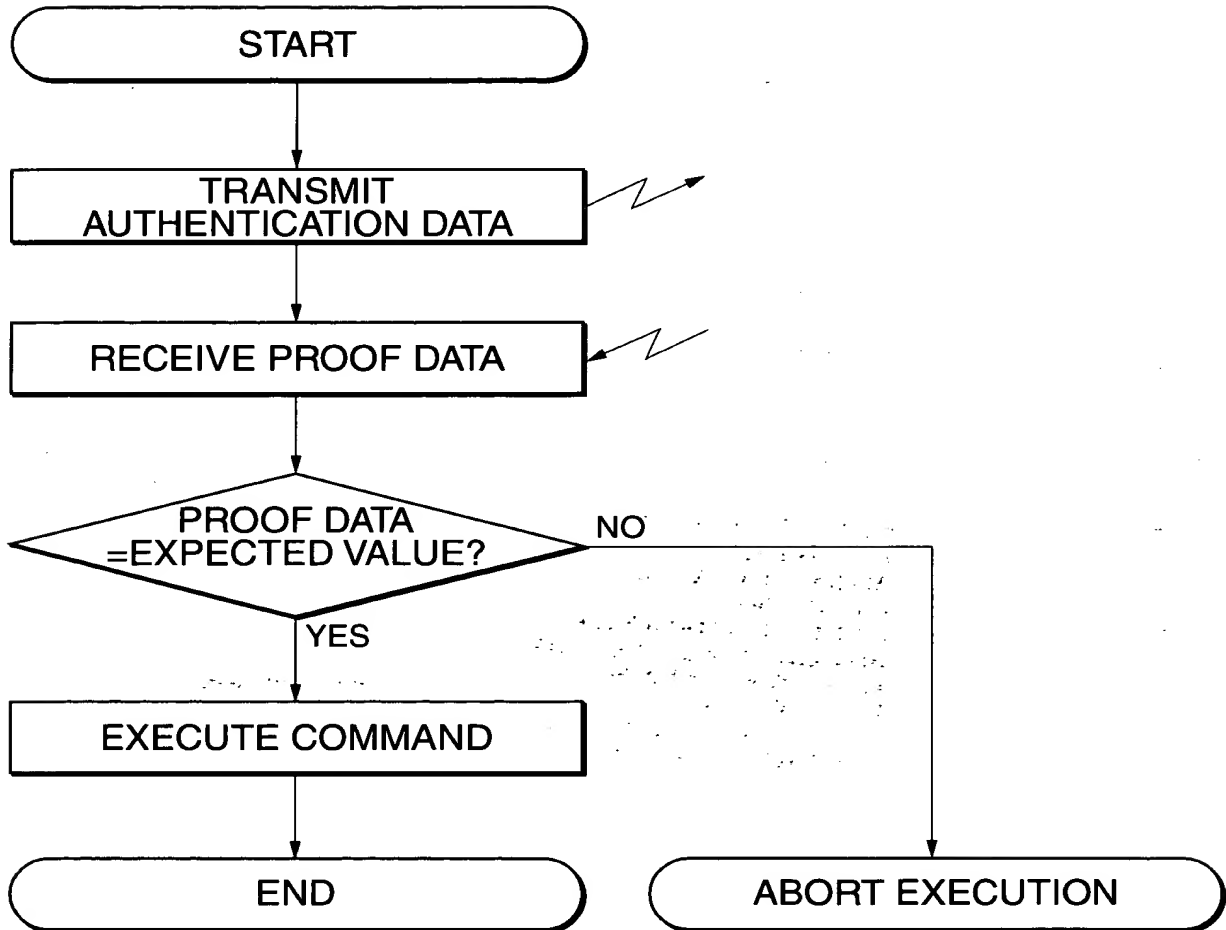 START
TRANSMIT
AUTHENTICATION DATA
RECEIVE PROOF DATA
PROOF DATA
=EXPECTED VALUE?
NO
YES
EXECUTE COMMAND
END
ABORT EXECUTION